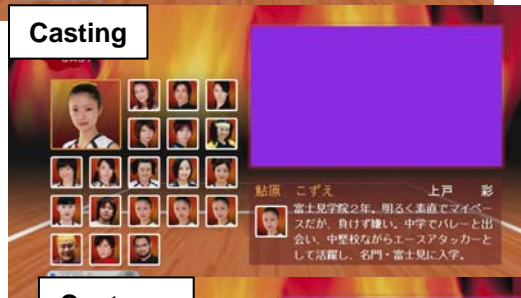 Casting
CAST
鮎原 こずえ 上戸 彩
富士見学院2年。明るく素直でマイペー
スだが、負けず嫌い。中学でバレーと出
会い、中堅校ながらエースアタッカーと
して活躍し、名門・富士見に入学。